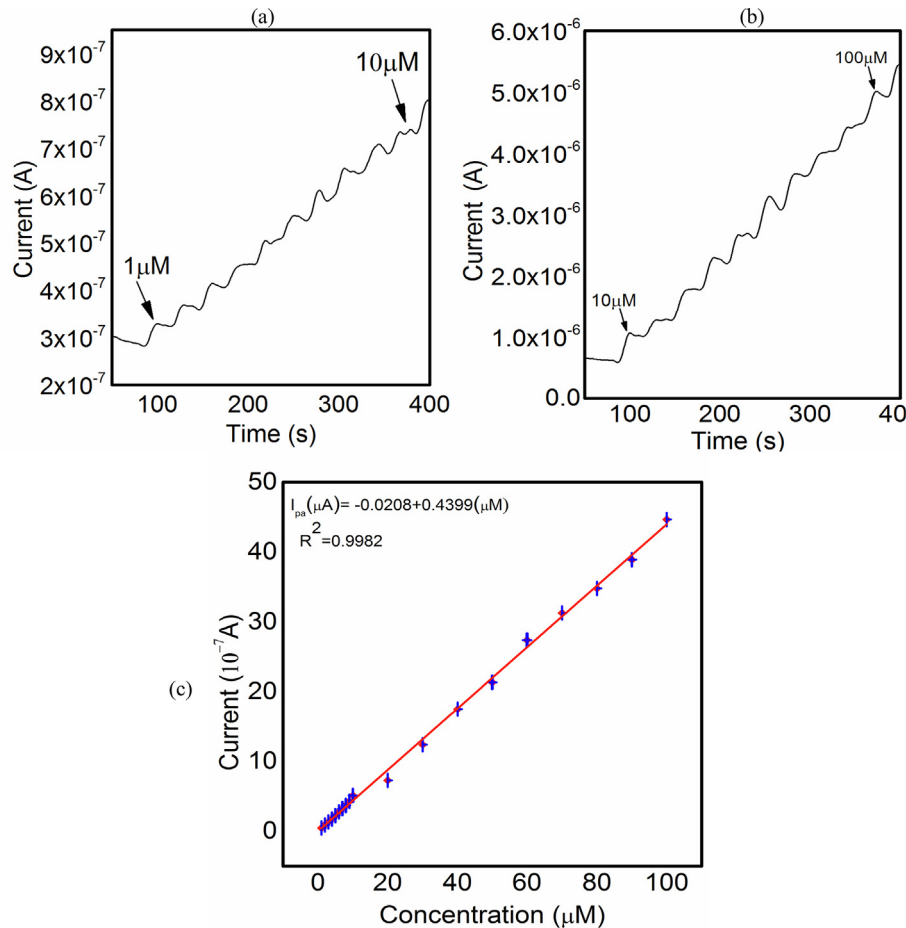 (a)
9x10⁻⁷
8x10⁻⁷
7x10⁻⁷
6x10⁻⁷
5x10⁻⁷
4x10⁻⁷
3x10⁻⁷
2x10⁻⁷
Current (A)
1μM
10μM
100 200 300 400
Time (s)
(b)
6.0x10⁻⁶
5.0x10⁻⁶
4.0x10⁻⁶
3.0x10⁻⁶
2.0x10⁻⁶
1.0x10⁻⁶
0.0
Current (A)
10μM
100μM
100 200 300 40
Time (s)
(c)
50
40
30
20
10
0
Current (10⁻⁷A)
I_pa(μA)= -0.0208+0.4399(μM)
R²=0.9982
0 20 40 60 80 100
Concentration (μM)